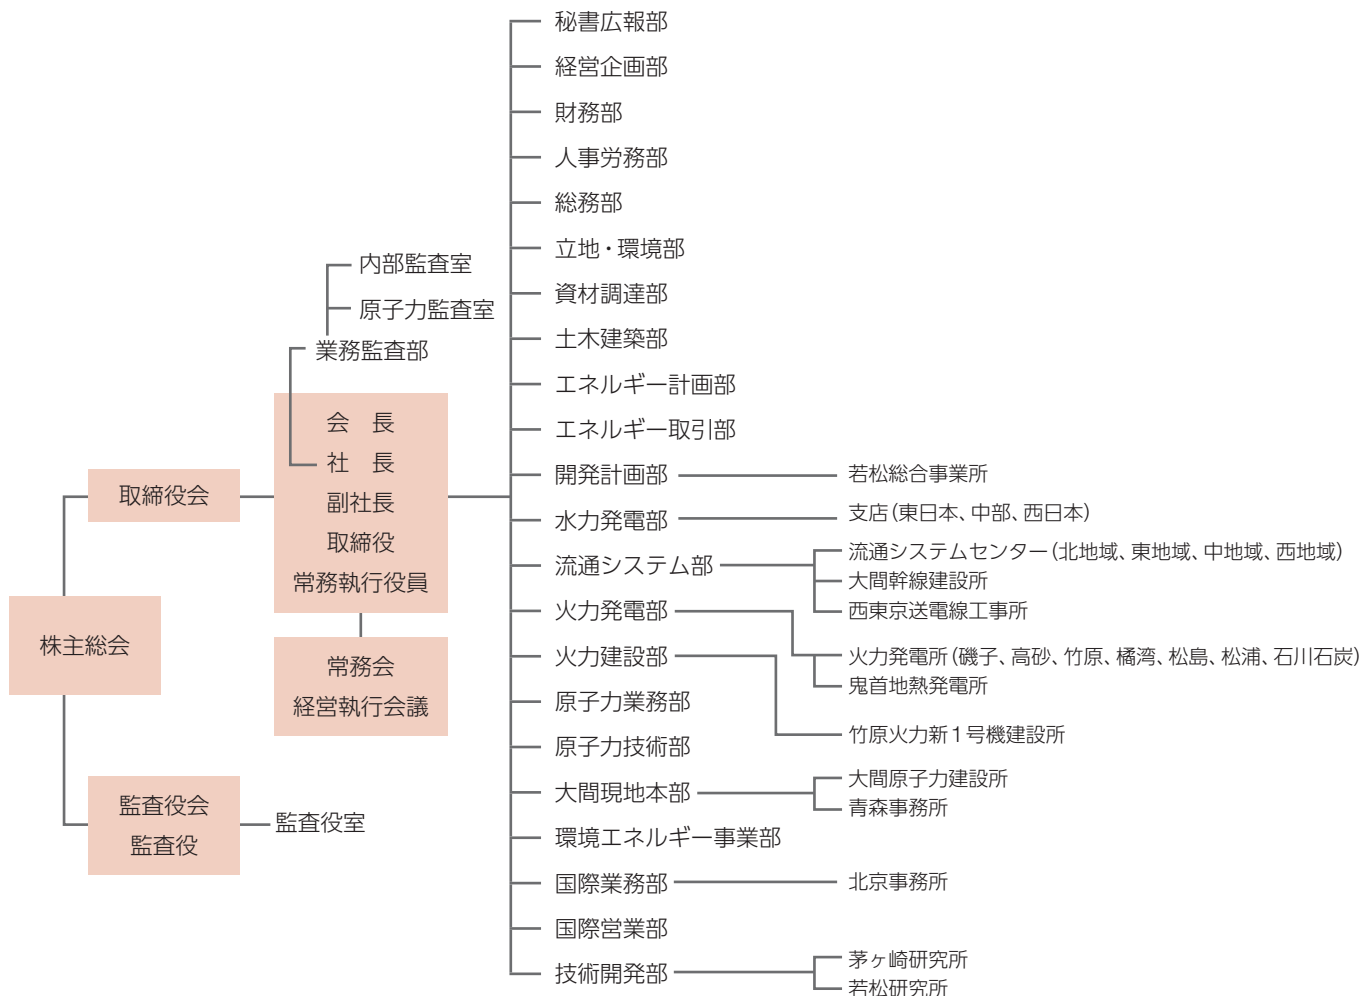 株主総会
取締役会
監査役会
監査役
監査役室
内部監査室
原子力監査室
業務監査部
会　長
社　長
副社長
取締役
常務執行役員
常務会
経営執行会議
秘書広報部
経営企画部
財務部
人事労務部
総務部
立地・環境部
資材調達部
土木建築部
エネルギー計画部
エネルギー取引部
開発計画部
若松総合事業所
水力発電部
支店(東日本、中部、西日本)
流通システム部
流通システムセンター(北地域、東地域、中地域、西地域)
大間幹線建設所
西東京送電線工事所
火力発電部
火力発電所(磯子、高砂、竹原、橘湾、松島、松浦、石川石炭)
鬼首地熱発電所
火力建設部
竹原火力新1号機建設所
原子力業務部
原子力技術部
大間現地本部
大間原子力建設所
青森事務所
環境エネルギー事業部
国際業務部
北京事務所
国際営業部
技術開発部
茅ヶ崎研究所
若松研究所